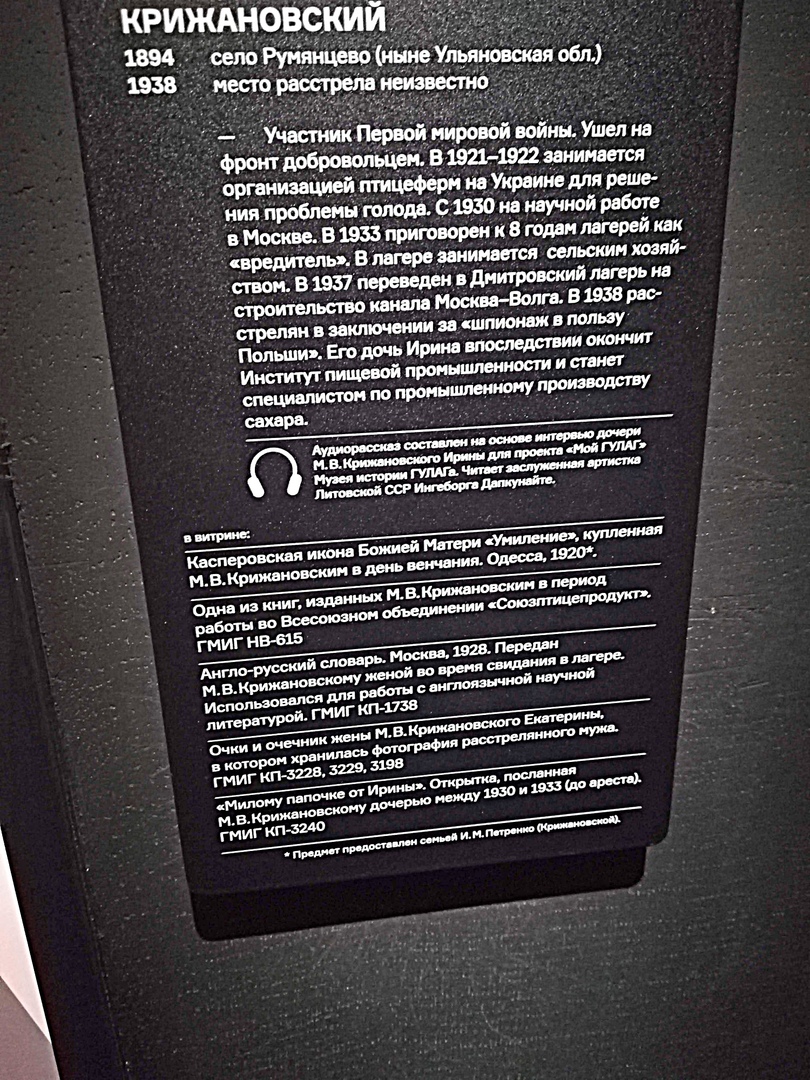 КРИЖАНОВСКИЙ
1894 село Румянцево (ныне Ульяновская обл.)
1938 место расстрела неизвестно
— Участник Первой мировой войны. Ушел на
фронт добровольцем. В 1921–1922 занимается
организацией птицеферм на Украине для реше-
ния проблемы голода. С 1930 на научной работе
в Москве. В 1933 приговорен к 8 годам лагерей как
«вредитель». В лагере занимается сельским хозяй-
ством. В 1937 переведен в Дмитровский лагерь на
строительство канала Москва–Волга. В 1938 рас-
стрелян в заключении за «шпионаж в пользу
Польши». Его дочь Ирина впоследствии окончит
Институт пищевой промышленности и станет
специалистом по промышленному производству
сахара.
Аудиорассказ составлен на основе интервью дочери
М. В. Крижановского Ирины для проекта «Мой ГУЛАГ»
Музея истории ГУЛАГа. Читает заслуженная артистка
Литовской ССР Ингеборга Дапкунайте.
в витрине:
Касперовская икона Божией Матери «Умиление», купленная
М. В. Крижановским в день венчания. Одесса, 1920*.
Одна из книг, изданных М. В. Крижановским в период
работы во Всесоюзном объединении «Союзптицепродукт».
ГМИГ НВ-615
Англо-русский словарь. Москва, 1928. Передан
М. В. Крижановскому женой во время свидания в лагере.
Использовался для работы с англоязычной научной
литературой. ГМИГ КП-1738
Очки и очечник жены М. В. Крижановского Екатерины,
в котором хранилась фотография расстрелянного мужа.
ГМИГ КП-3228, 3229, 3198
«Милому папочке от Ирины». Открытка, посланная
М. В. Крижановскому дочерью между 1930 и 1933 (до ареста).
ГМИГ КП-3240
* Предмет предоставлен семьей И. М. Петренко (Крижановской).